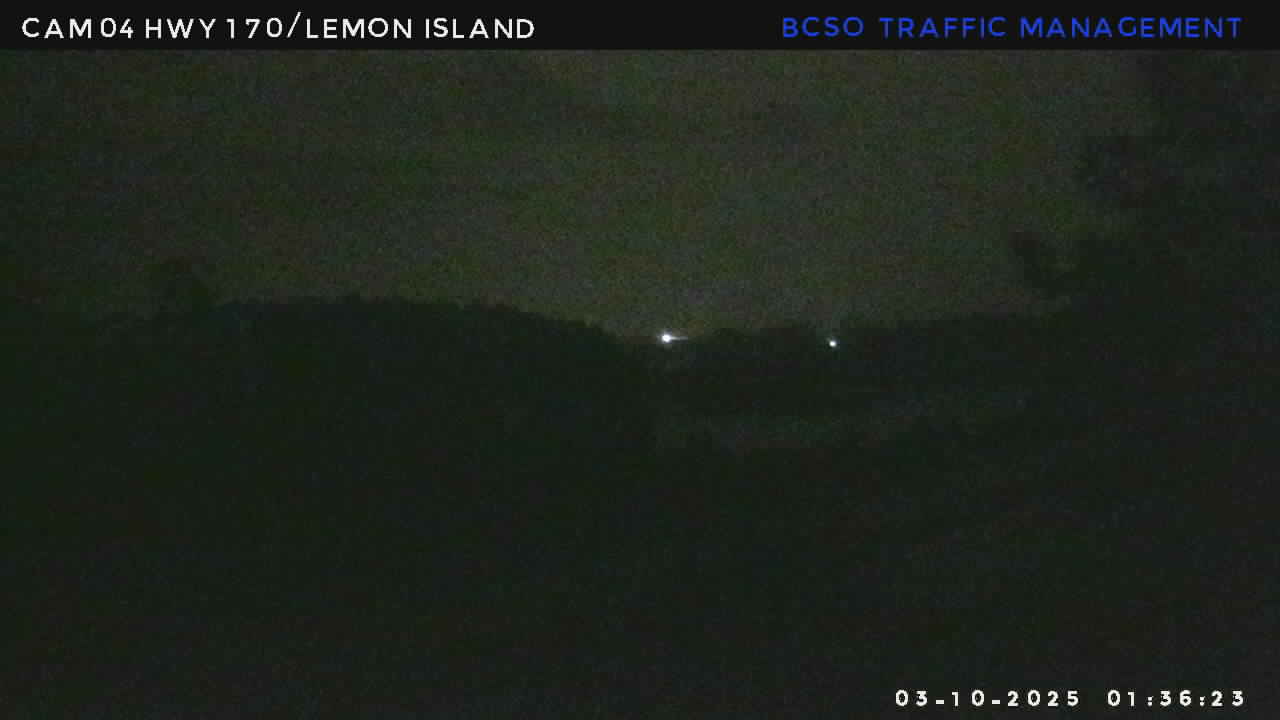 CAM04 HWY 170/LEMON ISLAND
BCSO TRAFFIC MANAGEMENT
03-10-2025 01:36:23